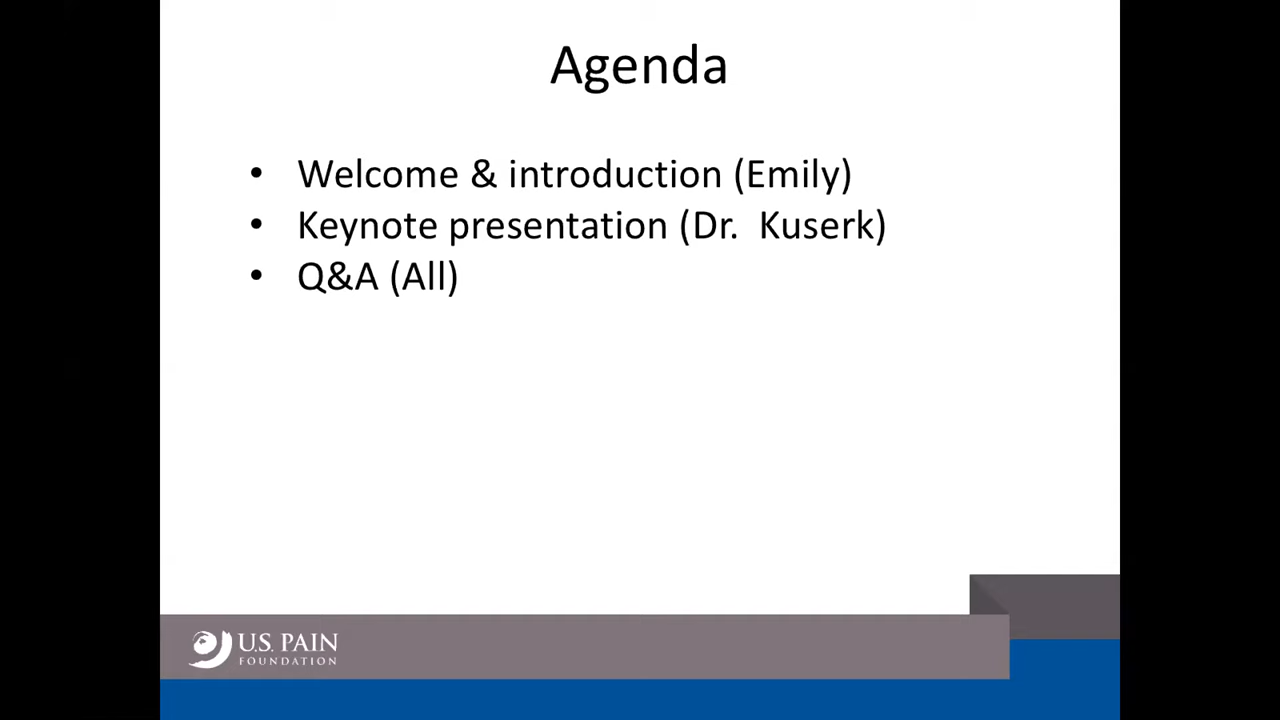 Agenda
• Welcome & introduction (Emily)
• Keynote presentation (Dr.  Kuserk)
• Q&A (All)
U.S. PAIN
FOUNDATION